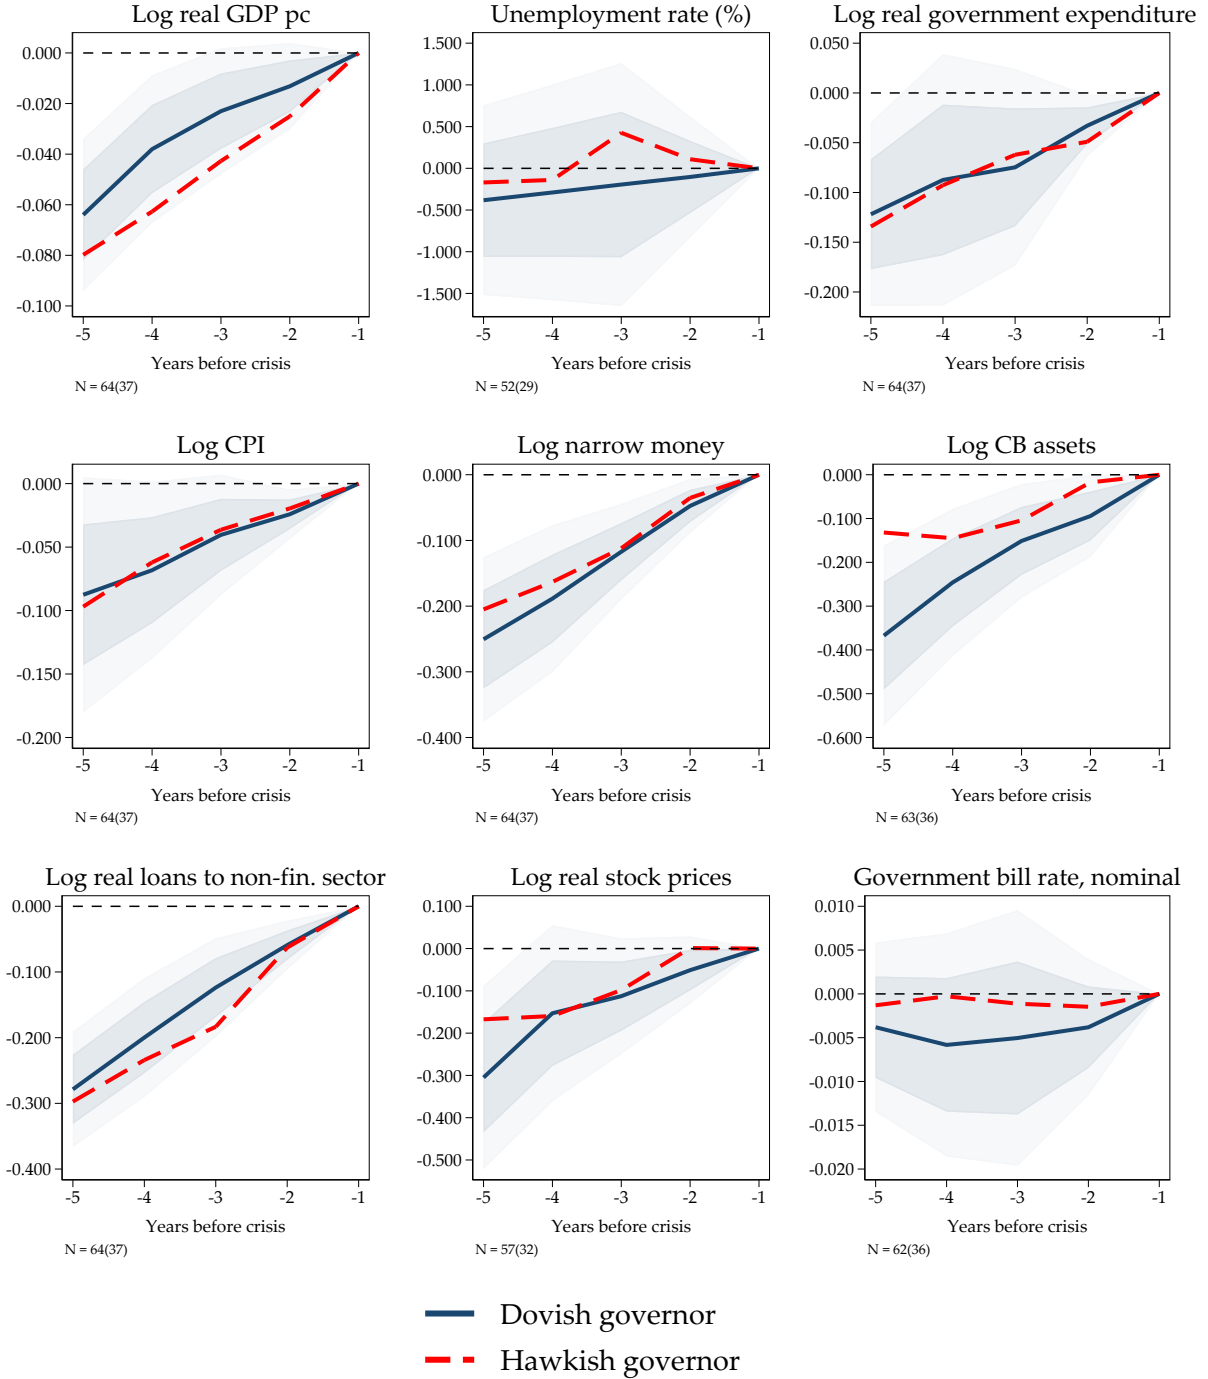 Log real GDP pc
0.000
-0.020
-0.040
-0.060
-0.080
-0.100
-5 -4 -3 -2 -1
Years before crisis
N = 64(37)
Unemployment rate (%)
1.500
1.000
0.500
0.000
-0.500
-1.000
-1.500
-5 -4 -3 -2 -1
Years before crisis
N = 52(29)
Log real government expenditure
0.050
0.000
-0.050
-0.100
-0.150
-0.200
-5 -4 -3 -2 -1
Years before crisis
N = 64(37)
Log CPI
0.000
-0.050
-0.100
-0.150
-0.200
-5 -4 -3 -2 -1
Years before crisis
N = 64(37)
Log narrow money
0.000
-0.100
-0.200
-0.300
-0.400
-5 -4 -3 -2 -1
Years before crisis
N = 64(37)
Log CB assets
0.000
-0.100
-0.200
-0.300
-0.400
-0.500
-0.600
-5 -4 -3 -2 -1
Years before crisis
N = 63(36)
Log real loans to non-fin. sector
0.000
-0.100
-0.200
-0.300
-0.400
-5 -4 -3 -2 -1
Years before crisis
N = 64(37)
Log real stock prices
0.100
0.000
-0.100
-0.200
-0.300
-0.400
-0.500
-5 -4 -3 -2 -1
Years before crisis
N = 57(32)
Government bill rate, nominal
0.010
0.005
0.000
-0.005
-0.010
-0.015
-0.020
-5 -4 -3 -2 -1
Years before crisis
N = 62(36)
Dovish governor
Hawkish governor